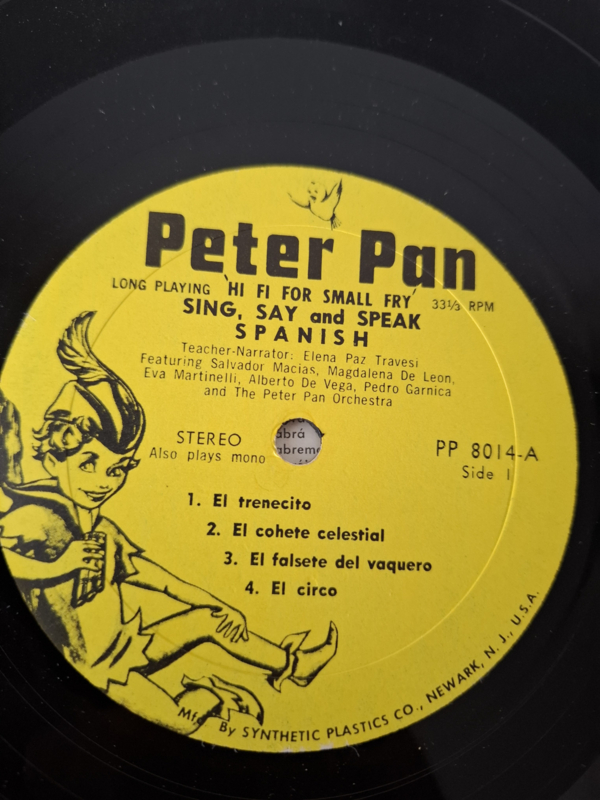 Peter Pan
LONG PLAYING 'HI FI FOR SMALL FRY' 33⅓ RPM
SING, SAY and SPEAK
SPANISH
Teacher-Narrator: Elena Paz Travesi
Featuring Salvador Macias, Magdalena De Leon,
Eva Martinelli, Alberto De Vega, Pedro Garnica
and The Peter Pan Orchestra
STEREO
Also plays mono
PP 8014-A
Side 1
abrá
abreme
1. El trenecito
2. El cohete celestial
3. El falsete del vaquero
4. El circo
Mfd. By SYNTHETIC PLASTICS CO., NEWARK, N. J., U.S.A.